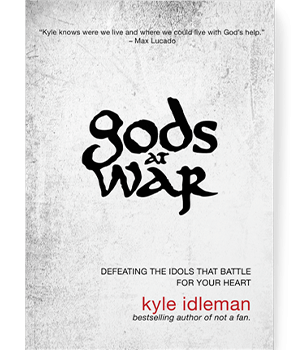 "Kyle knows were we live and where we could live with God's help."
– Max Lucado
gods
at
war
DEFEATING THE IDOLS THAT BATTLE
FOR YOUR HEART
kyle idleman
bestselling author of not a fan.